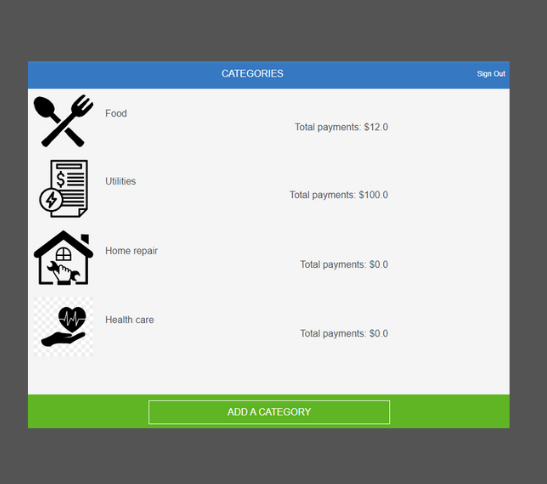 CATEGORIES
Sign Out
Food
Total payments: $12.0
$
Utilities
Total payments: $100.0
Home repair
Total payments: $0.0
Health care
Total payments: $0.0
ADD A CATEGORY